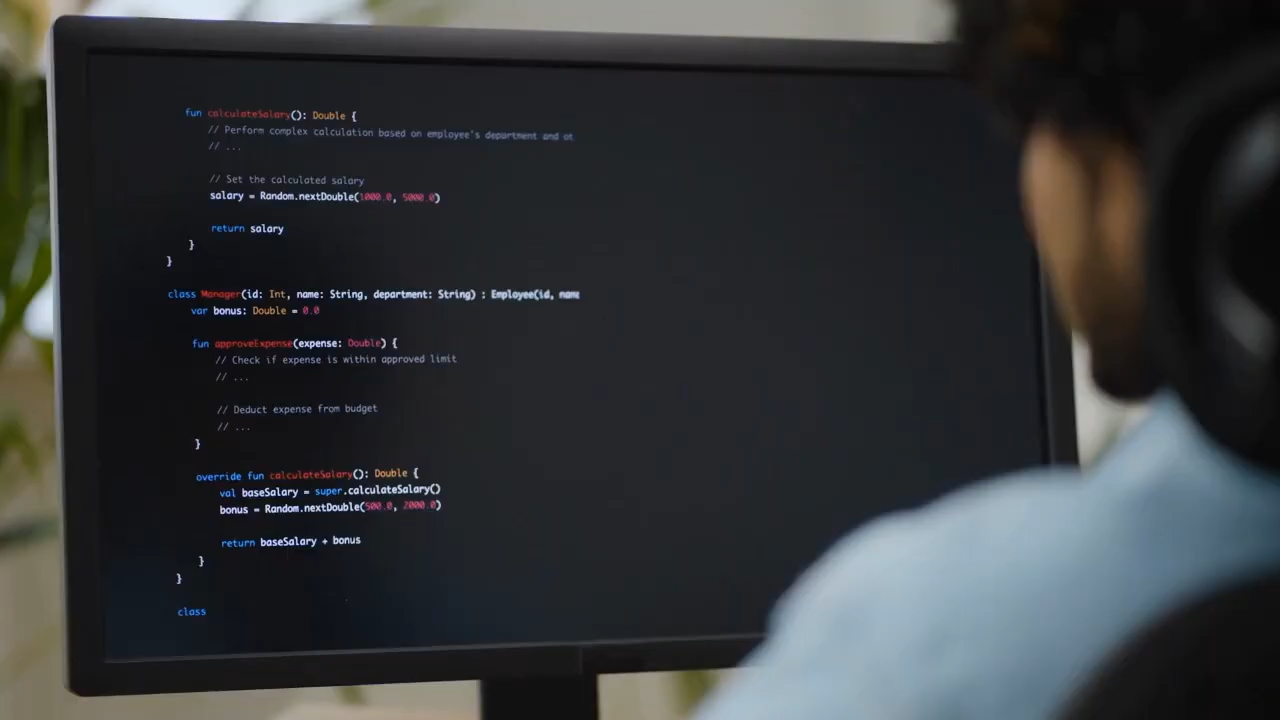 fun calculateSalary(): Double {
// Perform complex calculation based on employee's department and ot
// ...
// Set the calculated salary
salary = Random.nextDouble(1000.0, 5000.0)
return salary
}
}
class Manager(id: Int, name: String, department: String) : Employee(id, name
var bonus: Double = 0.0
fun approveExpense(expense: Double) {
// Check if expense is within approved limit
// ...
// Deduct expense from budget
// ...
}
override fun calculateSalary(): Double {
val baseSalary = super.calculateSalary()
bonus = Random.nextDouble(500.0, 2000.0)
return baseSalary + bonus
}
}
class